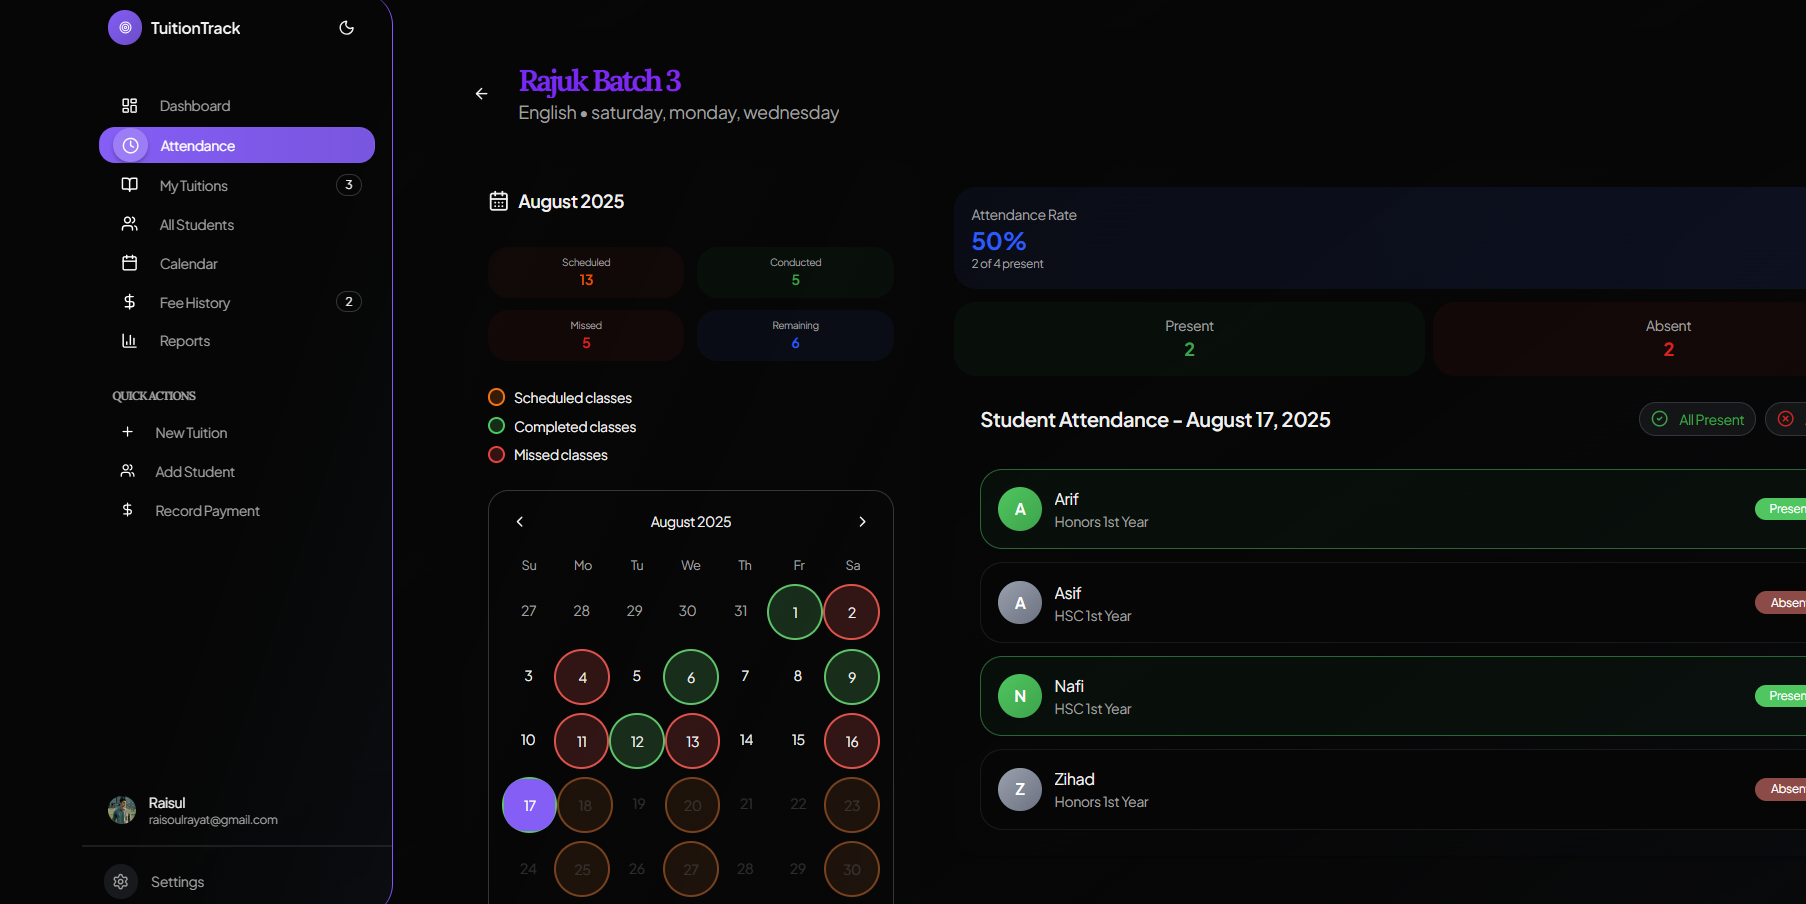 TuitionTrack
Dashboard
Attendance
My Tuitions 3
All Students
Calendar
Fee History 2
Reports
QUICK ACTIONS
New Tuition
Add Student
Record Payment
Raisul
raisoulrayat@gmail.com
Settings
Rajuk Batch 3
English • saturday, monday, wednesday
August 2025
Scheduled
13
Conducted
5
Missed
5
Remaining
6
Scheduled classes
Completed classes
Missed classes
August 2025
Su Mo Tu We Th Fr Sa
27 28 29 30 31 1 2
3 4 5 6 7 8 9
10 11 12 13 14 15 16
17 18 19 20 21 22 23
24 25 26 27 28 29 30
Attendance Rate
50%
2 of 4 present
Present
2
Absent
2
Student Attendance - August 17, 2025
All Present
A
Arif
Honors 1st Year
Presen
A
Asif
HSC 1st Year
Absen
N
Nafi
HSC 1st Year
Presen
Z
Zihad
Honors 1st Year
Absen